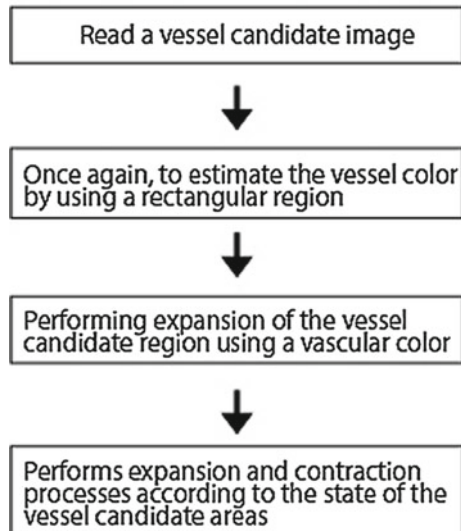 Read a vessel candidate image
Once again, to estimate the vessel color
by using a rectangular region
Performing expansion of the vessel
candidate region using a vascular color
Performs expansion and contraction
processes according to the state of the
vessel candidate areas